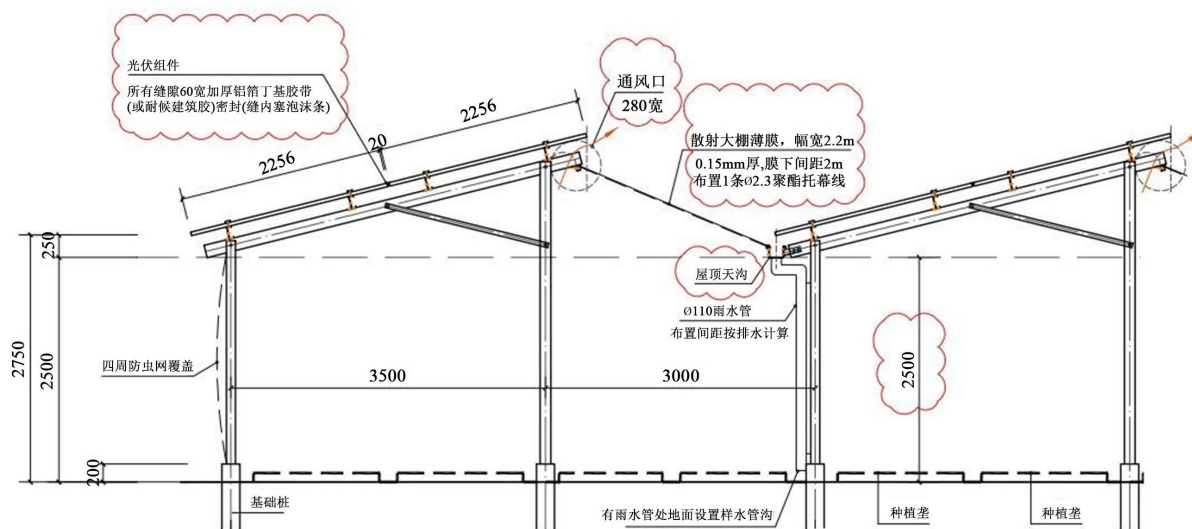 光伏组件
所有缝隙60宽加厚铝箔丁基胶带
(或耐候建筑胶)密封(缝内塞泡沫条)
通风口
280宽
2256
20
2256
散射大棚薄膜，幅宽2.2m
0.15mm厚,膜下间距2m
布置1条ø2.3聚酯托幕线
250
2750
2500
200
屋顶天沟
Ø110雨水管
布置间距按排水计算
四周防虫网覆盖
3500
3000
2500
基础桩
有雨水管处地面设置样水管沟
种植垄
种植垄